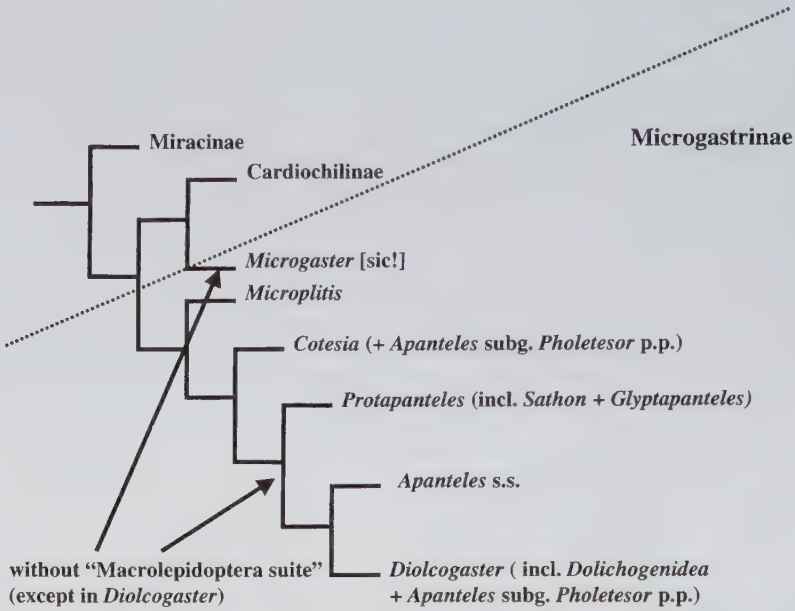 Miracinae
Microgastrinae
Cardiochilinae
Microgaster [sic!]
Microplitis
Cotesia (+ Apanteles subg. Pholetesor p.p.)
Protapanteles (incl. Sathon + Glyptapanteles)
Apanteles s.s.
without “Macrolepidoptera suite”
(except in Diolcogaster)
Diolcogaster ( incl. Dolichogenidea
+ Apanteles subg. Pholetesor p.p.)